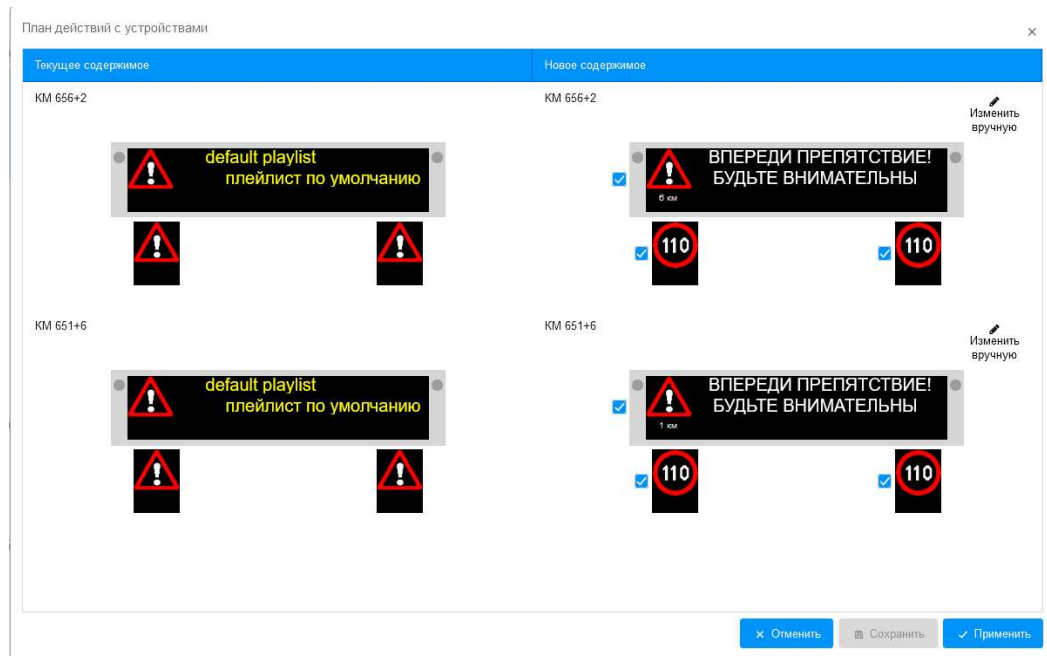 План действий с устройствами
Текущее содержимое
Новое содержимое
КМ 656+2
КМ 656+2
Изменить
вручную
default playlist
плейлист по умолчанию
ВПЕРЕДИ ПРЕПЯТСТВИЕ!
БУДЬТЕ ВНИМАТЕЛЬНЫ
6 км
110
110
КМ 651+6
КМ 651+6
Изменить
вручную
default playlist
плейлист по умолчанию
ВПЕРЕДИ ПРЕПЯТСТВИЕ!
БУДЬТЕ ВНИМАТЕЛЬНЫ
1 км
110
110
Отменить
Сохранить
Применить